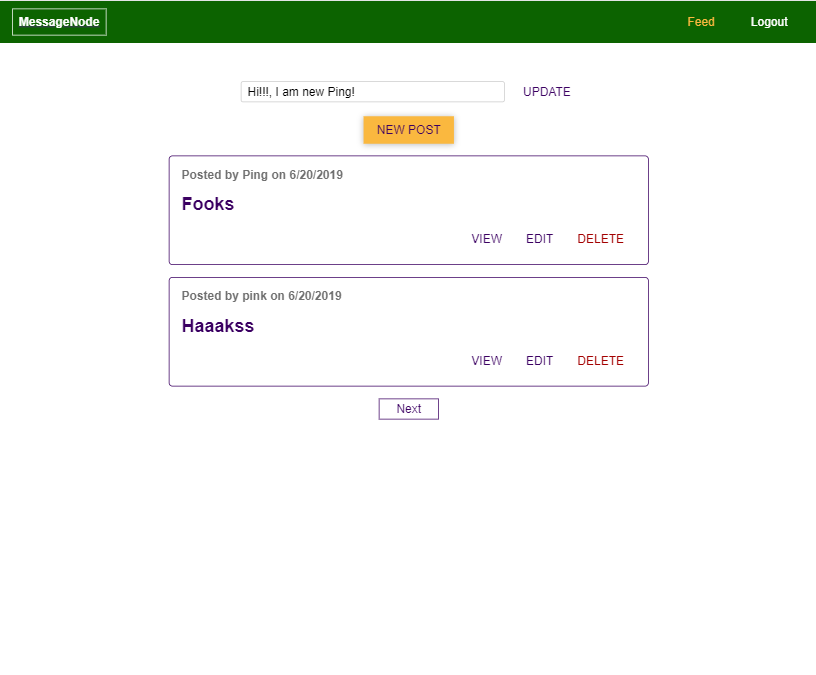 MessageNode Feed Logout
Hi!!!, I am new Ping! UPDATE
NEW POST
Posted by Ping on 6/20/2019
Fooks
VIEW EDIT DELETE
Posted by pink on 6/20/2019
Haaakss
VIEW EDIT DELETE
Next